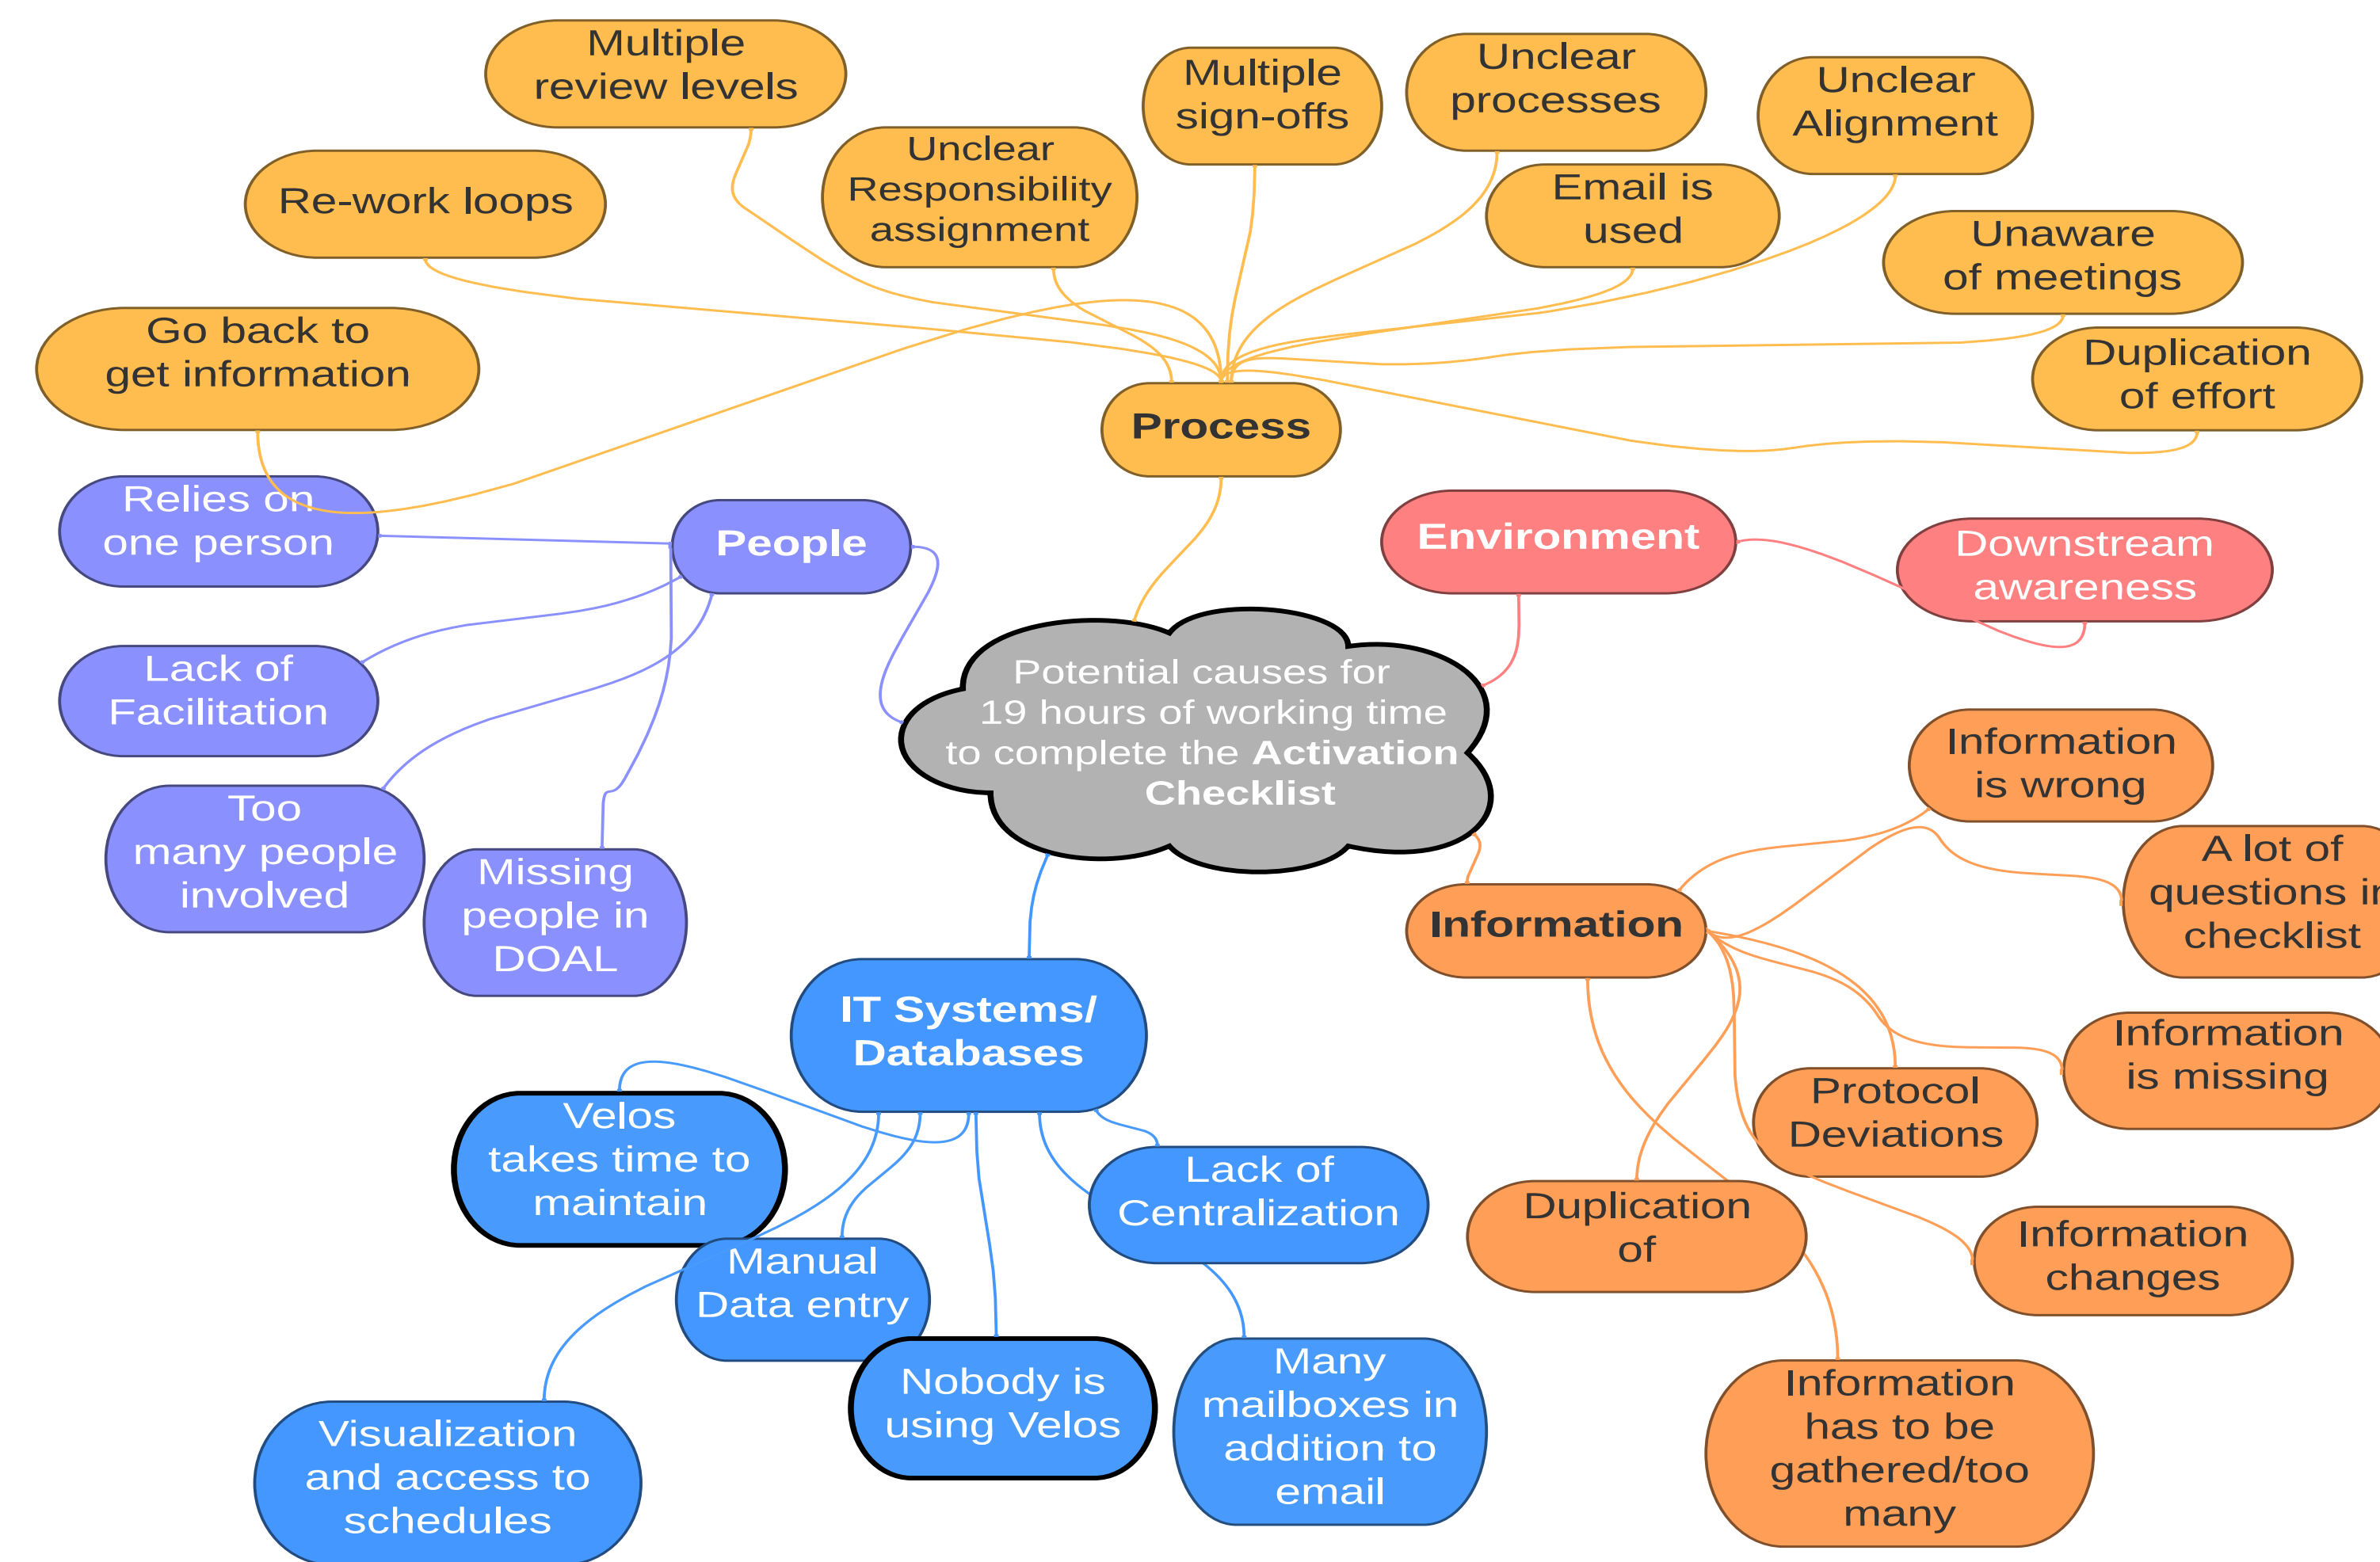 Multiple
review levels
Multiple
sign-offs
Unclear
processes
Unclear
Alignment
Re-work loops
Unclear
Responsibility
assignment
Email is
used
Unaware
of meetings
Go back to
get information
Duplication
of effort
Process
Relies on
one person
People
Environment
Downstream
awareness
Lack of
Facilitation
Potential causes for
19 hours of working time
to complete the Activation
Checklist
Information
is wrong
Too
many people
involved
Missing
people in
DOAL
A lot of
questions in
checklist
Information
IT Systems/
Databases
Information
is missing
Protocol
Deviations
Velos
takes time to
maintain
Lack of
Centralization
Duplication
of
Information
changes
Manual
Data entry
Nobody is
using Velos
Many
mailboxes in
addition to
email
Information
has to be
gathered/too
many
Visualization
and access to
schedules